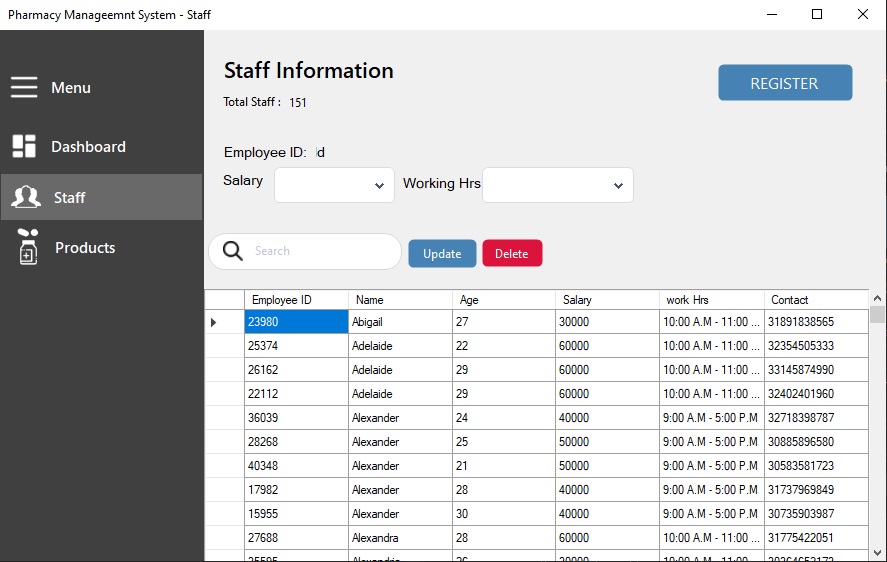 Pharmacy Manageemnt System - Staff
Menu
Dashboard
Staff
Products
Staff Information
Total Staff : 151
REGISTER
Employee ID: Id
Salary Working Hrs
Search Update Delete
Employee ID Name Age Salary work Hrs Contact
23980 Abigail 27 30000 10:00 A.M - 11:00 ... 31891838565
25374 Adelaide 22 60000 10:00 A.M - 11:00 ... 32354505333
26162 Adelaide 29 60000 10:00 A.M - 11:00 ... 33145874990
22112 Adelaide 29 60000 10:00 A.M - 11:00 ... 32402401960
36039 Alexander 24 40000 9:00 A.M - 5:00 P.M 32718398787
28268 Alexander 25 50000 9:00 A.M - 5:00 P.M 30885896580
40348 Alexander 21 50000 9:00 A.M - 5:00 P.M 30583581723
17982 Alexander 28 40000 9:00 A.M - 5:00 P.M 31737969849
15955 Alexander 30 40000 9:00 A.M - 5:00 P.M 30735903987
27688 Alexandra 28 60000 10:00 A.M - 11:00 ... 31775422051